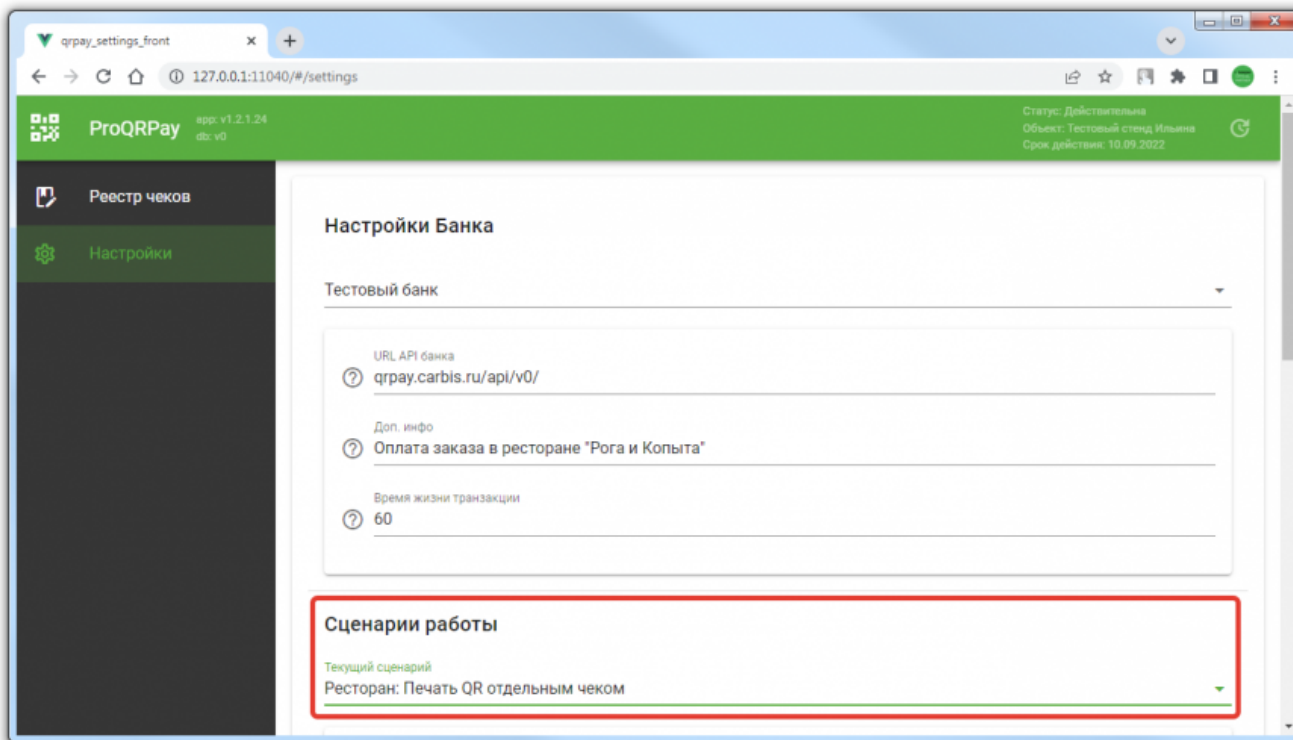 qrpay_settings_front
127.0.0.1:11040/#/settings
ProQRPay
app: v1.2.1.24
db: v0
Статус: Действительна
Объект: Тестовый стенд Ильина
Срок действия: 10.09.2022
Реестр чеков
Настройки
Настройки Банка
Тестовый банк
URL API банка
qrpay.carbis.ru/api/v0/
Доп. инфо
Оплата заказа в ресторане "Рога и Копыта"
Время жизни транзакции
60
Сценарии работы
Текущий сценарий
Ресторан: Печать QR отдельным чеком